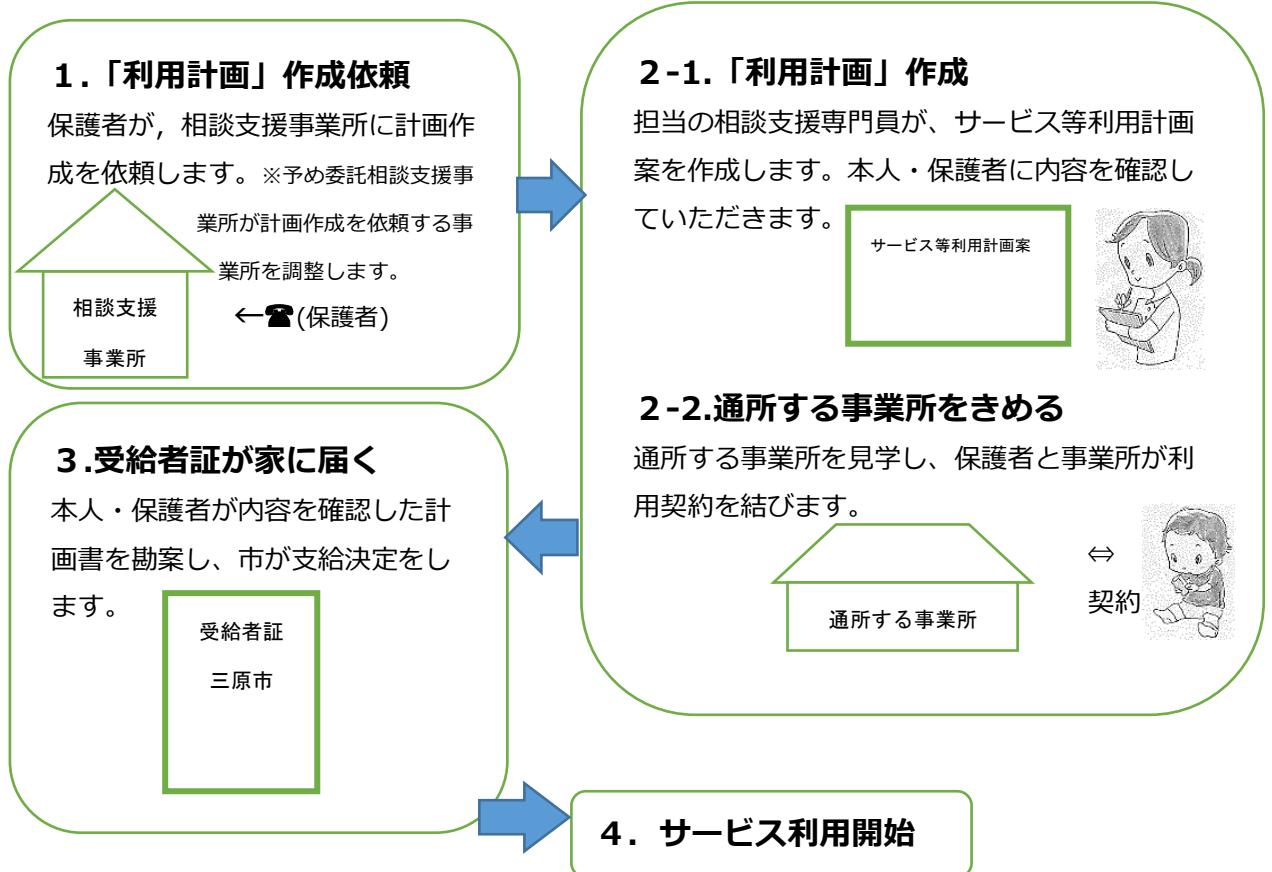 １.「利用計画」作成依頼
保護者が，相談支援事業所に計画作
成を依頼します。※予め委託相談支援事
業所が計画作成を依頼する事
業所を調整します。
相談支援
事業所
←☎(保護者)
２-1.「利用計画」作成
担当の相談支援専門員が、サービス等利用計画
案を作成します。本人・保護者に内容を確認し
ていただきます。
サービス等利用計画案
２-2.通所する事業所をきめる
通所する事業所を見学し、保護者と事業所が利
用契約を結びます。
通所する事業所
⇔
契約
３.受給者証が家に届く
本人・保護者が内容を確認した計
画書を勘案し、市が支給決定をし
ます。
受給者証
三原市
４．サービス利用開始